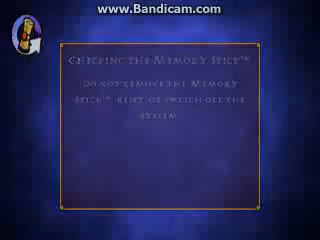 www.Bandicam.com
Checking the Memory Stick™
Do not remove the Memory
Stick™, reset or switch off the
system